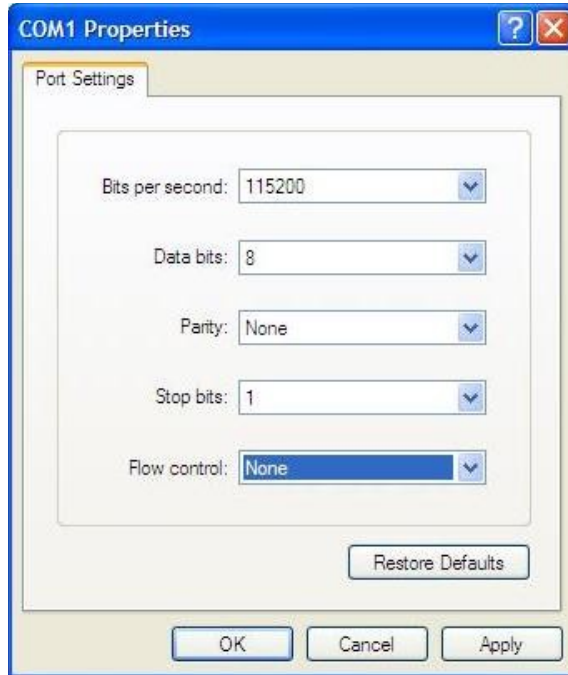 COM1 Properties
Port Settings
Bits per second: 115200
Data bits: 8
Parity: None
Stop bits: 1
Flow control: None
Restore Defaults
OK Cancel Apply